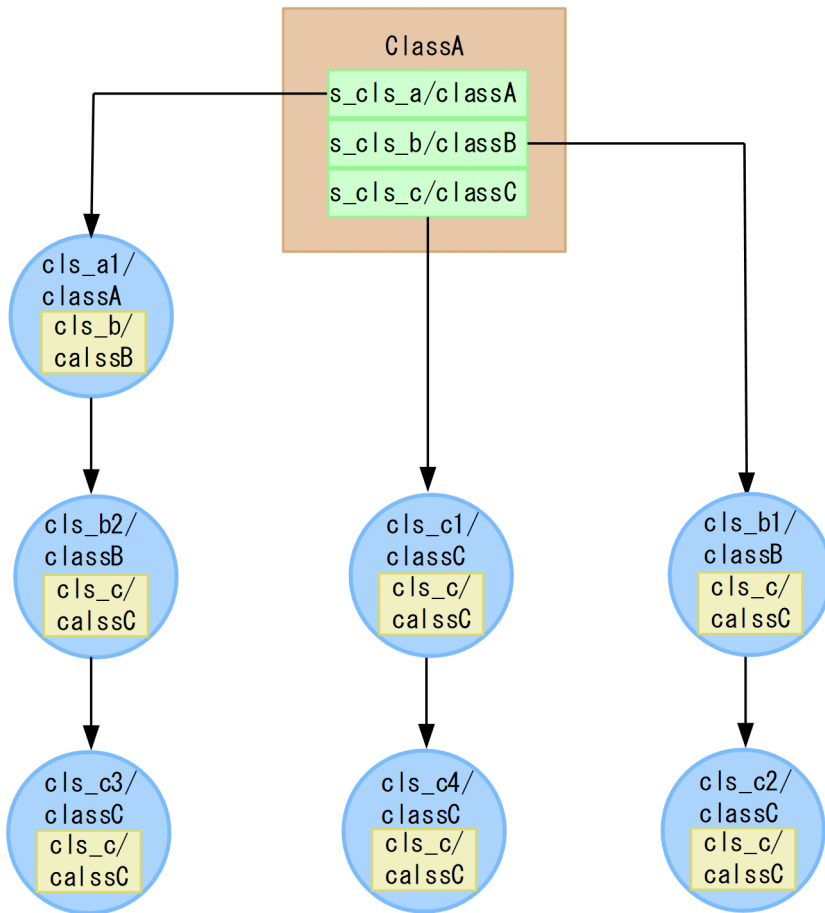 ClassA
s_cls_a/classA
s_cls_b/classB
s_cls_c/classC
cls_a1/
classA
cls_b/
calssB
cls_b2/
classB
cls_c/
calssC
cls_c1/
classC
cls_c/
calssC
cls_b1/
classB
cls_c/
calssC
cls_c3/
classC
cls_c/
calssC
cls_c4/
classC
cls_c/
calssC
cls_c2/
classC
cls_c/
calssC